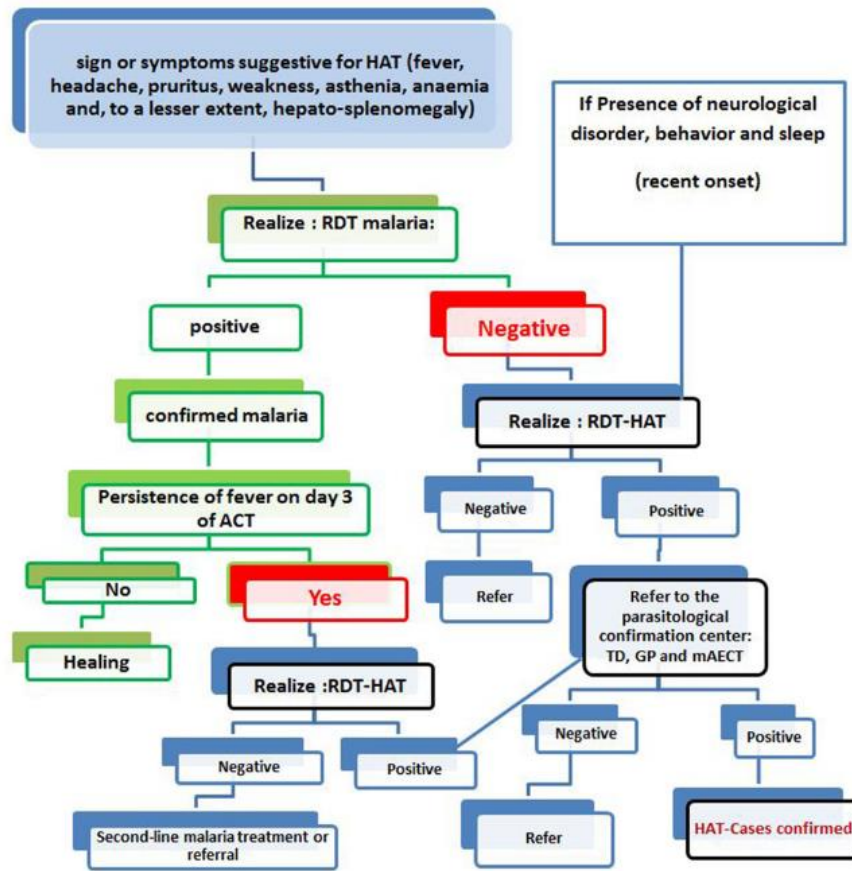 sign or symptoms suggestive for HAT (fever,
headache, pruritus, weakness, asthenia, anaemia
and, to a lesser extent, hepato-splenomegaly)
If Presence of neurological
disorder, behavior and sleep
(recent onset)
Realize : RDT malaria:
positive
Negative
confirmed malaria
Realize : RDT-HAT
Persistence of fever on day 3
of ACT
Negative
Positive
No
Yes
Refer
Refer to the
parasitological
confirmation center:
TD, GP and mAECT
Healing
Realize :RDT-HAT
Negative
Positive
Negative
Positive
Second-line malaria treatment or
referral
Refer
HAT-Cases confirmed